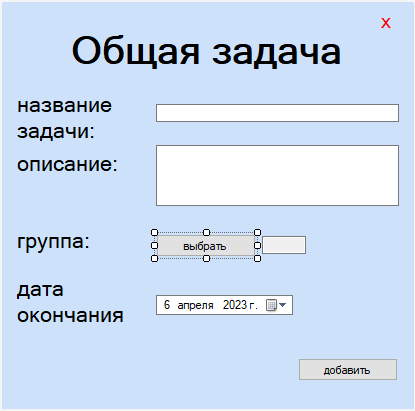 x
Общая задача
название
задачи:
описание:
группа:
выбрать
дата
окончания
6 апреля 2023 г.
добавить